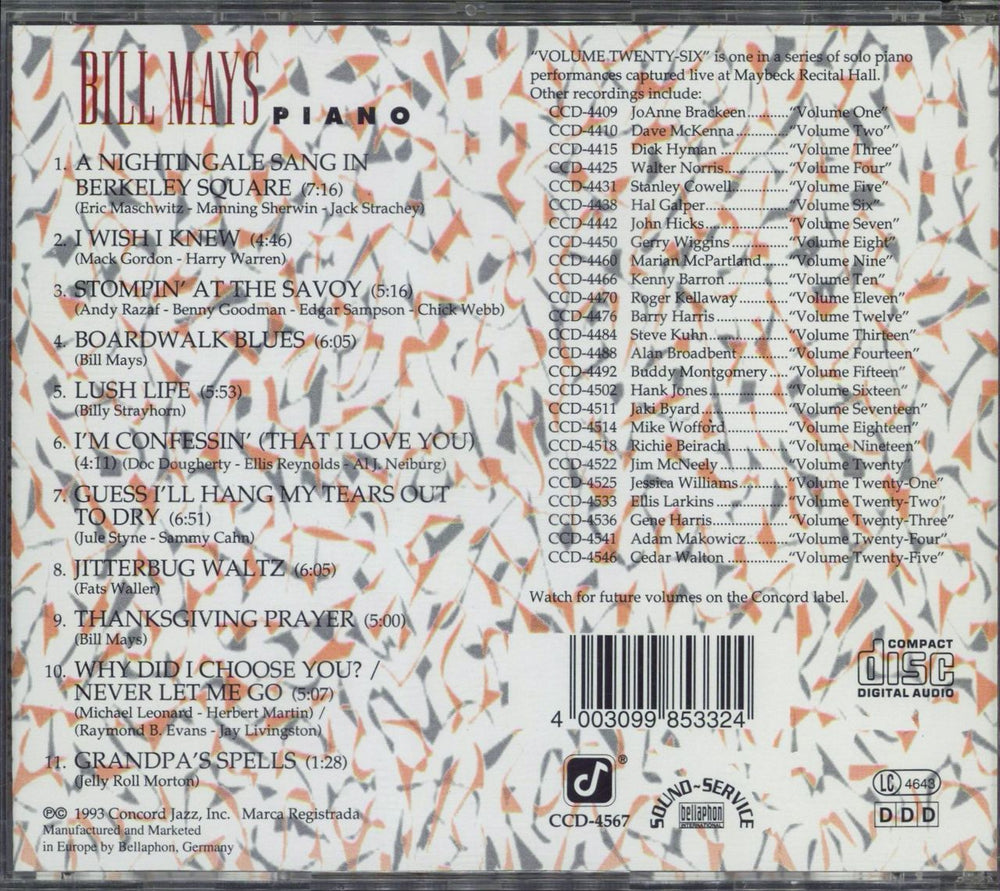 BILL MAYS PIANO
1. A NIGHTINGALE SANG IN
BERKELEY SQUARE (7:16)
(Eric Maschwitz - Manning Sherwin - Jack Strachey)
2. I WISH I KNEW (4:46)
(Mack Gordon - Harry Warren)
3. STOMPIN' AT THE SAVOY (5:16)
(Andy Razaf - Benny Goodman - Edgar Sampson - Chick Webb)
4. BOARDWALK BLUES (6:05)
(Bill Mays)
5. LUSH LIFE (5:53)
(Billy Strayhorn)
6. I'M CONFESSIN' (THAT I LOVE YOU)
(4:11) (Doc Dougherty - Ellis Reynolds - Al J. Neiburg)
7. GUESS I'LL HANG MY TEARS OUT
TO DRY (6:51)
(Jule Styne - Sammy Cahn)
8. JITTERBUG WALTZ (6:05)
(Fats Waller)
9. THANKSGIVING PRAYER (5:00)
(Bill Mays)
10. WHY DID I CHOOSE YOU? /
NEVER LET ME GO (5:07)
(Michael Leonard - Herbert Martin) /
(Raymond B. Evans - Jay Livingston)
11. GRANDPA'S SPELLS (1:28)
(Jelly Roll Morton)
℗© 1993 Concord Jazz, Inc. Marca Registrada
Manufactured and Marketed
in Europe by Bellaphon, Germany
"VOLUME TWENTY-SIX" is one in a series of solo piano
performances captured live at Maybeck Recital Hall.
Other recordings include:
CCD-4409 JoAnne Brackeen.........."Volume One"
CCD-4410 Dave McKenna............."Volume Two"
CCD-4415 Dick Hyman ..............."Volume Three"
CCD-4425 Walter Norris..............."Volume Four"
CCD-4431 Stanley Cowell............."Volume Five"
CCD-4438 Hal Galper..................."Volume Six"
CCD-4442 John Hicks..................."Volume Seven"
CCD-4450 Gerry Wiggins.............."Volume Eight"
CCD-4460 Marian McPartland......"Volume Nine"
CCD-4466 Kenny Barron ............."Volume Ten"
CCD-4470 Roger Kellaway............"Volume Eleven"
CCD-4476 Barry Harris................."Volume Twelve"
CCD-4484 Steve Kuhn.................."Volume Thirteen"
CCD-4488 Alan Broadbent............"Volume Fourteen"
CCD-4492 Buddy Montgomery....."Volume Fifteen"
CCD-4502 Hank Jones.................."Volume Sixteen"
CCD-4511 Jaki Byard...................."Volume Seventeen"
CCD-4514 Mike Wofford..............."Volume Eighteen"
CCD-4518 Richie Beirach.............."Volume Nineteen"
CCD-4522 Jim McNeely................"Volume Twenty"
CCD-4525 Jessica Williams..........."Volume Twenty-One"
CCD-4533 Ellis Larkins................."Volume Twenty-Two"
CCD-4536 Gene Harris.................."Volume Twenty-Three"
CCD-4541 Adam Makowicz.........."Volume Twenty-Four"
CCD-4546 Cedar Walton .............."Volume Twenty-Five"
Watch for future volumes on the Concord label.
4 003099 853324
COMPACT
disc
DIGITAL AUDIO
®
CCD-4567
SOUND~SERVICE
bellaphon
INTERNATIONAL
LC 4643
DDD